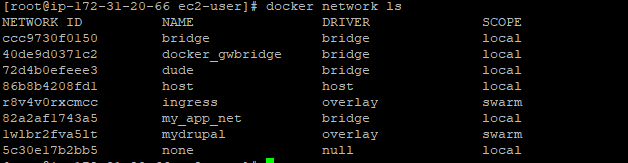 [root@ip-172-31-20-66 ec2-user]# docker network ls
NETWORK ID NAME DRIVER SCOPE
ccc9730f0150 bridge bridge local
40de9d0371c2 docker_gwbridge bridge local
72d4b0efeee3 dude bridge local
86b8b4208fd1 host host local
r8v4v0rxcmcc ingress overlay swarm
82a2af1743a5 my_app_net bridge local
1wlbr2fva5lt mydrupal overlay swarm
5c30e17b2bb5 none null local